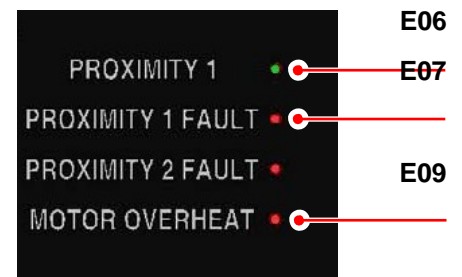 E06
PROXIMITY 1
E07
PROXIMITY 1 FAULT
PROXIMITY 2 FAULT
E09
MOTOR OVERHEAT